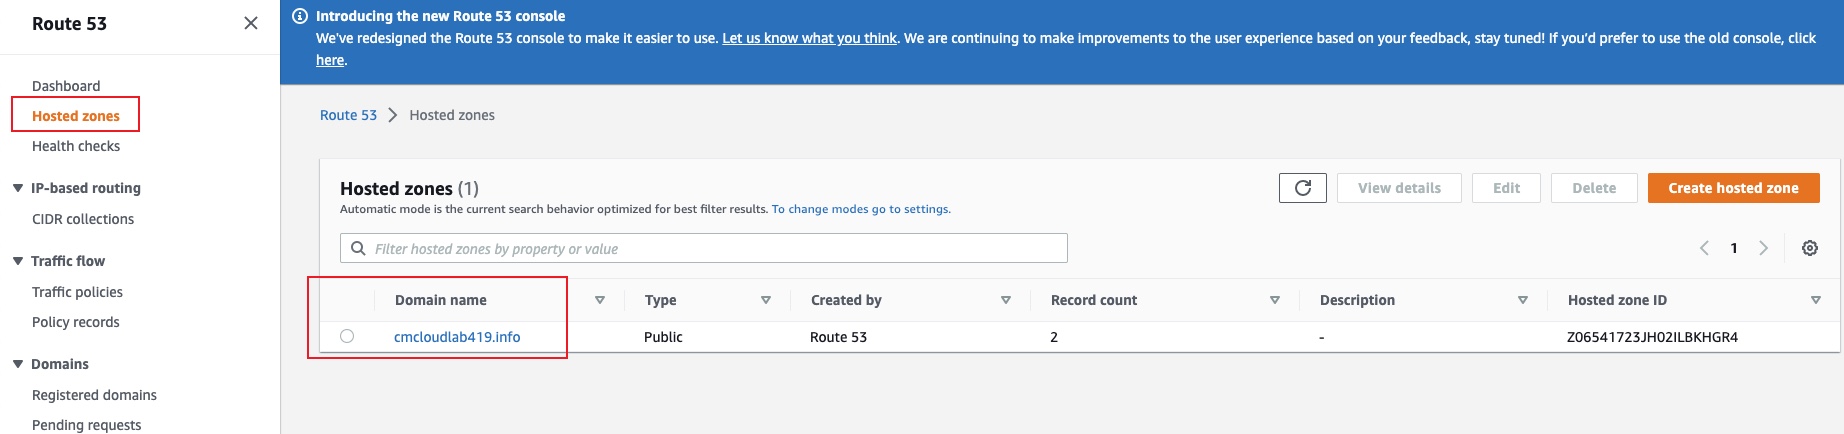 Route 53
Dashboard
Hosted zones
Health checks
IP-based routing
CIDR collections
Traffic flow
Traffic policies
Policy records
Domains
Registered domains
Pending requests
Introducing the new Route 53 console
We've redesigned the Route 53 console to make it easier to use. Let us know what you think. We are continuing to make improvements to the user experience based on your feedback, stay tuned! If you'd prefer to use the old console, click
here.
Route 53 Hosted zones
Hosted zones (1)
View details Edit Delete Create hosted zone
Automatic mode is the current search behavior optimized for best filter results. To change modes go to settings.
Filter hosted zones by property or value
1
Domain name Type Created by Record count Description Hosted zone ID
cmcloudlab419.info Public Route 53 2 - Z06541723JH02ILBKHGR4